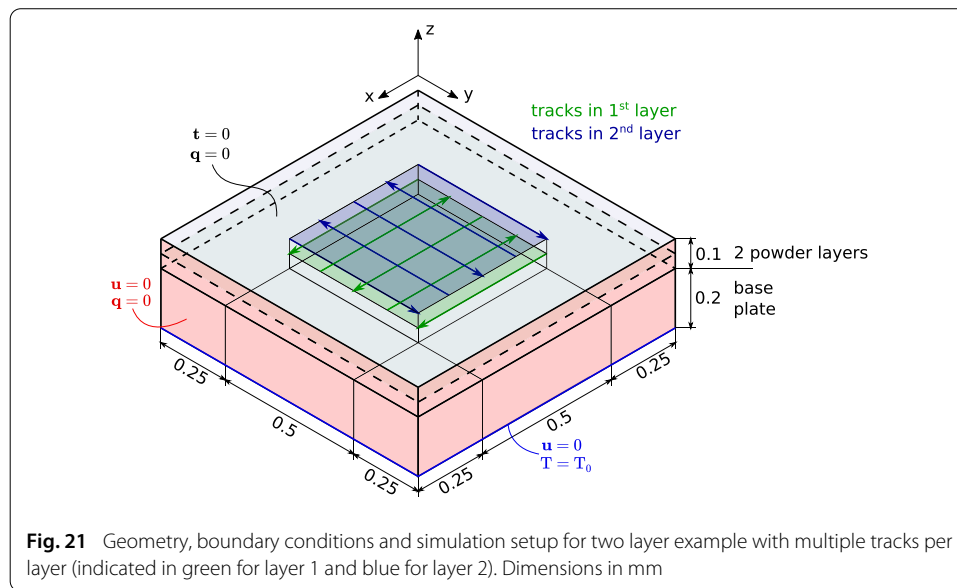 z
x
y
tracks in 1st layer
tracks in 2nd layer
t = 0
q = 0
0.1 2 powder layers
u = 0
q = 0
0.2 base
plate
0.25
0.25
0.5
0.5
u = 0
T = T0
0.25
0.25
Fig. 21 Geometry, boundary conditions and simulation setup for two layer example with multiple tracks per
layer (indicated in green for layer 1 and blue for layer 2). Dimensions in mm